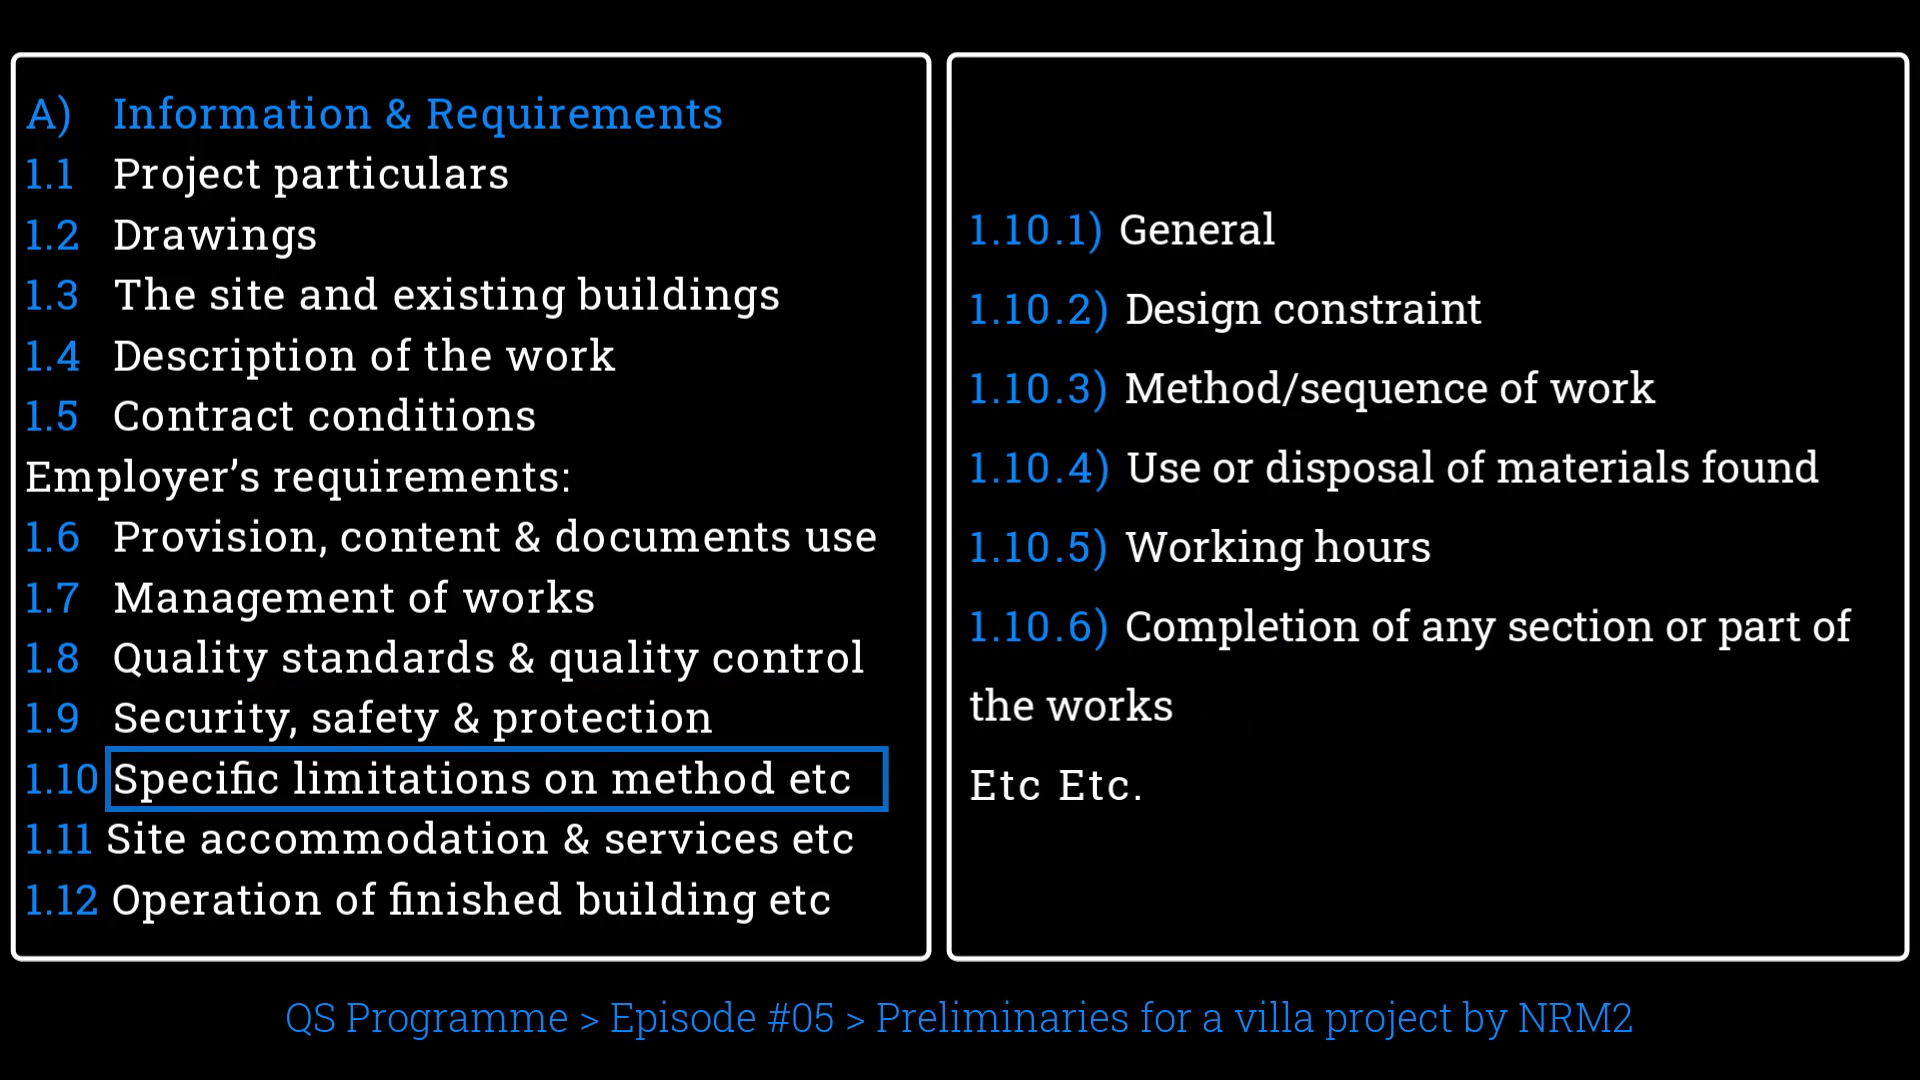 A) Information & Requirements
1.1 Project particulars
1.2 Drawings
1.3 The site and existing buildings
1.4 Description of the work
1.5 Contract conditions
Employer’s requirements:
1.6 Provision, content & documents use
1.7 Management of works
1.8 Quality standards & quality control
1.9 Security, safety & protection
1.10 Specific limitations on method etc
1.11 Site accommodation & services etc
1.12 Operation of finished building etc
1.10.1) General
1.10.2) Design constraint
1.10.3) Method/sequence of work
1.10.4) Use or disposal of materials found
1.10.5) Working hours
1.10.6) Completion of any section or part of
the works
Etc Etc.
QS Programme > Episode #05 > Preliminaries for a villa project by NRM2